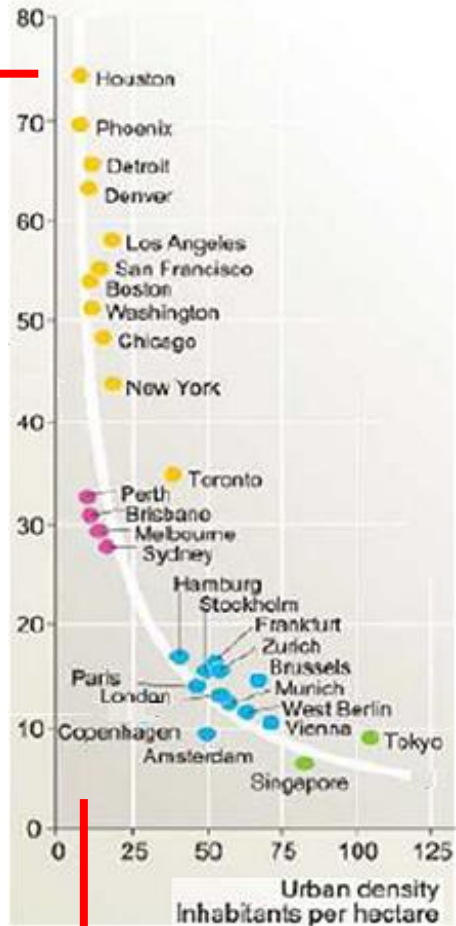 80
70
60
50
40
30
20
10
0
Houston
Phoenix
Detroit
Denver
Los Angeles
San Francisco
Boston
Washington
Chicago
New York
Toronto
Perth
Brisbane
Melbourne
Sydney
Hamburg
Stockholm
Frankfurt
Zurich
Brussels
Paris
Munich
London
West Berlin
Copenhagen
Vienna
Amsterdam
Tokyo
Singapore
0 25 50 75 100 125
Urban density
Inhabitants per hectare